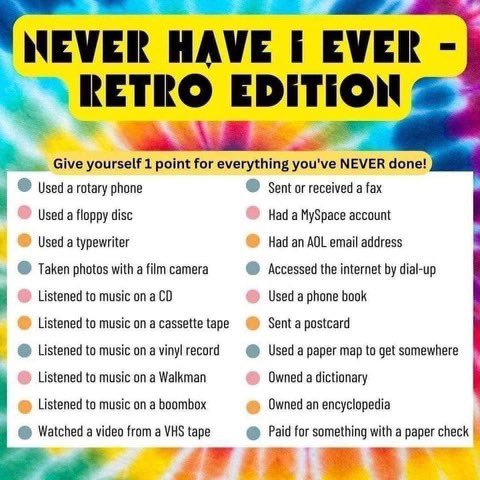 NEVER HAVE I EVER -
RETRO EDITION
Give yourself 1 point for everything you've NEVER done!
Used a rotary phone
Used a floppy disc
Used a typewriter
Taken photos with a film camera
Listened to music on a CD
Listened to music on a cassette tape
Listened to music on a vinyl record
Listened to music on a Walkman
Listened to music on a boombox
Watched a video from a VHS tape
Sent or received a fax
Had a MySpace account
Had an AOL email address
Accessed the internet by dial-up
Used a phone book
Sent a postcard
Used a paper map to get somewhere
Owned a dictionary
Owned an encyclopedia
Paid for something with a paper check